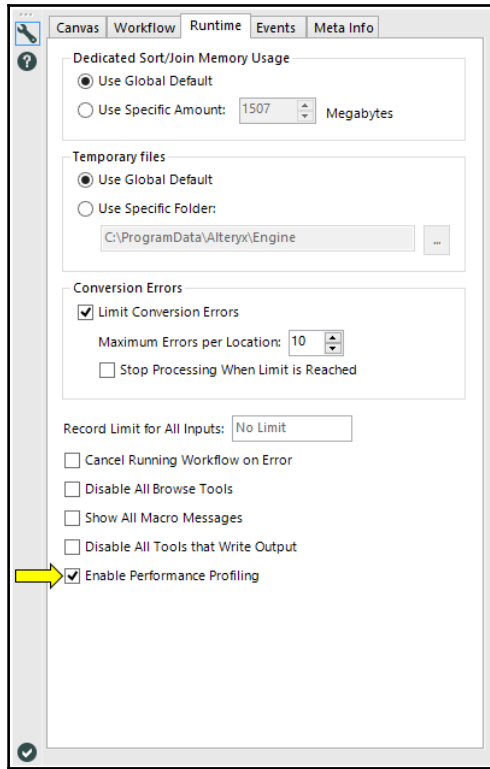 Canvas Workflow Runtime Events Meta Info
Dedicated Sort/Join Memory Usage
Use Global Default
Use Specific Amount: 1507 Megabytes
Temporary files
Use Global Default
Use Specific Folder:
C:\ProgramData\Alteryx\Engine ...
Conversion Errors
Limit Conversion Errors
Maximum Errors per Location: 10
Stop Processing When Limit is Reached
Record Limit for All Inputs: No Limit
Cancel Running Workflow on Error
Disable All Browse Tools
Show All Macro Messages
Disable All Tools that Write Output
Enable Performance Profiling